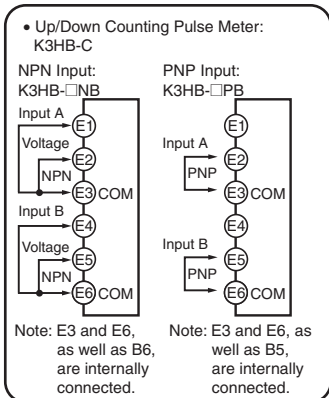 • Up/Down Counting Pulse Meter:
K3HB-C
NPN Input:
K3HB-□NB
Input A
E1
Voltage
E2
NPN
E3 COM
Input B
E4
Voltage
E5
NPN
E6 COM
Note: E3 and E6,
as well as B6,
are internally
connected.
PNP Input:
K3HB-□PB
E1
Input A
E2
PNP
E3 COM
E4
Input B
E5
PNP
E6 COM
Note: E3 and E6, as
well as B5,
are internally
connected.